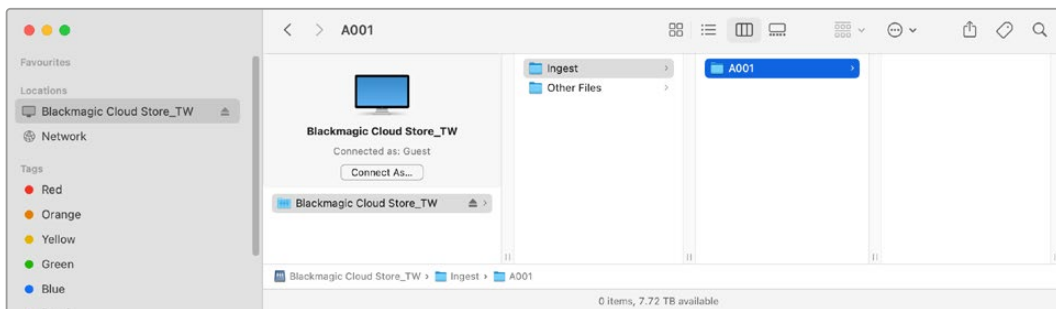 A001
Favourites
Locations
Blackmagic Cloud Store_TW
Network
Tags
Red
Orange
Yellow
Green
Blue
Blackmagic Cloud Store_TW
Connected as: Guest
Connect As...
Blackmagic Cloud Store_TW
Ingest
Other Files
A001
Blackmagic Cloud Store_TW › Ingest › A001
0 items, 7.72 TB available